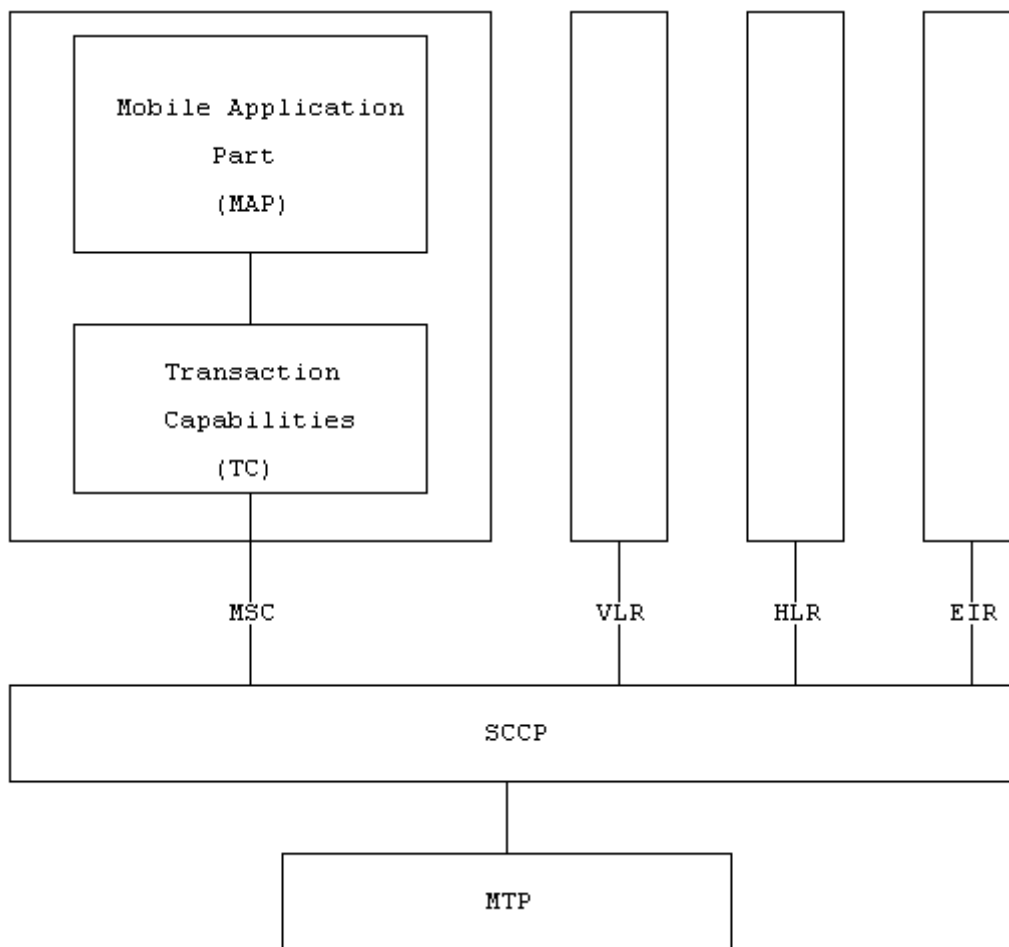 Mobile Application
Part
(MAP)
Transaction
Capabilities
(TC)
MSC
VLR
HLR
EIR
SCCP
MTP